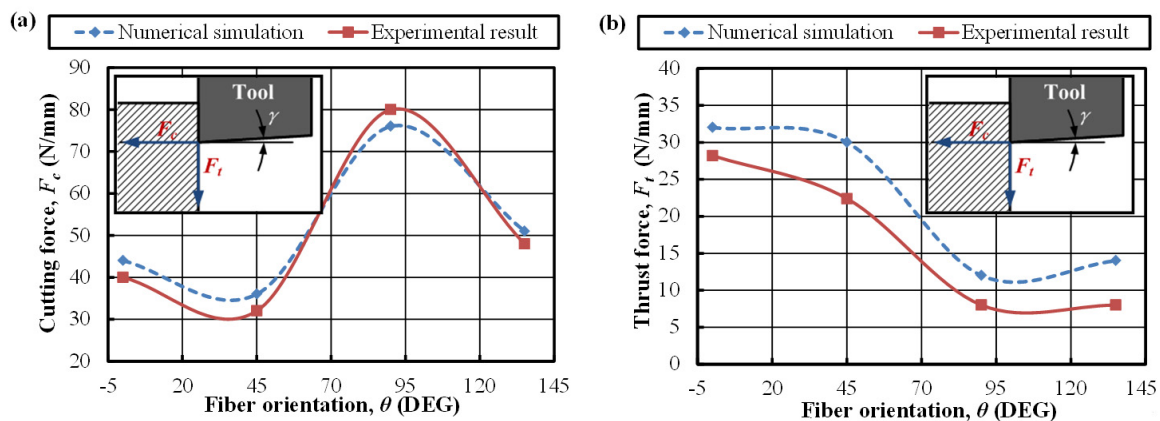 (a)
Numerical simulation
Experimental result
Cutting force, Fc (N/mm)
90
80
70
60
50
40
30
20
Tool
γ
Fc
Ft
-5 20 45 70 95 120 145
Fiber orientation, θ (DEG)
(b)
Numerical simulation
Experimental result
Thrust force, Ft (N/mm)
40
35
30
25
20
15
10
5
0
Tool
γ
Fc
Ft
-5 20 45 70 95 120 145
Fiber orientation, θ (DEG)